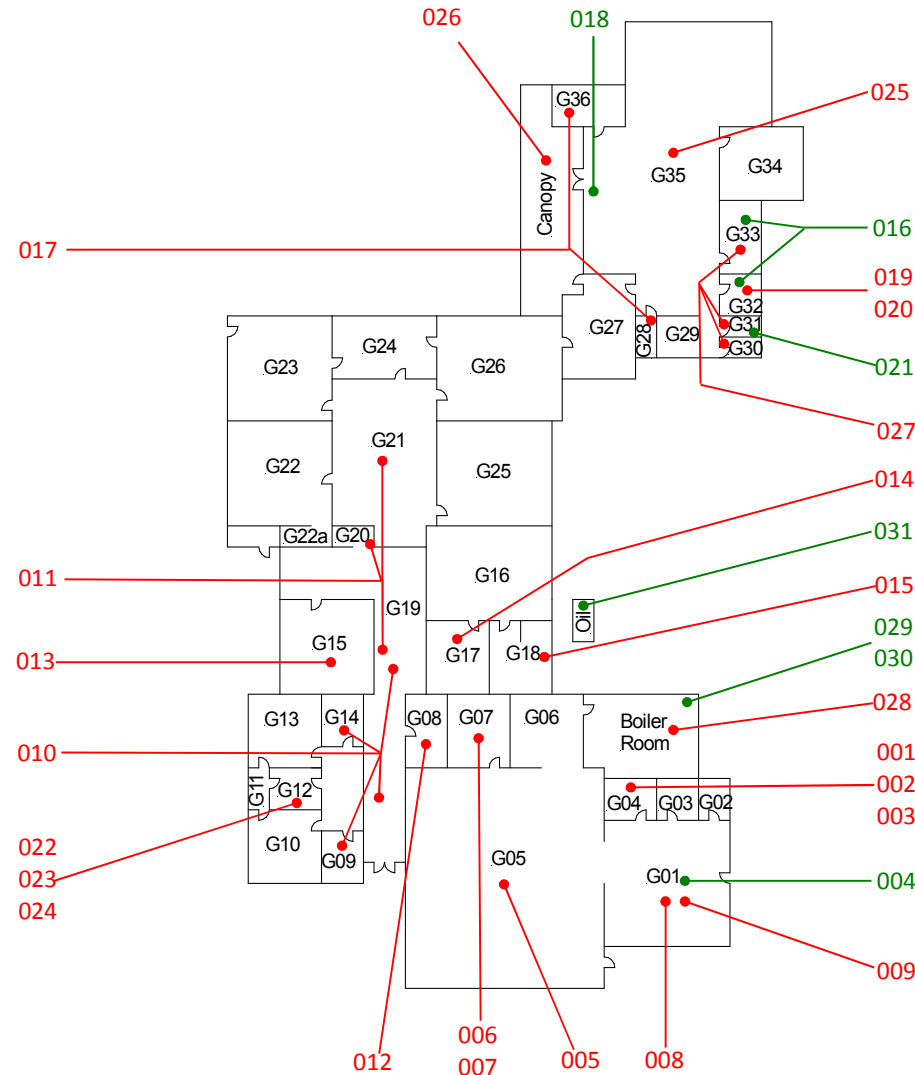 026
018
G36
025
G35
G34
Canopy
017
G33
016
019
G32
020
G27
G31
G28
G29
G30
021
G24
G23
G26
027
G21
G22
G25
014
G22a
G20
031
G16
011
G19
015
Oil
G15
G17
G18
013
029
030
G13
G14
G08
G07
G06
Boiler
Room
028
010
001
G11
G12
G04
G03
G02
002
003
G10
G09
G05
G01
022
023
024
004
009
006
007
012
005
008